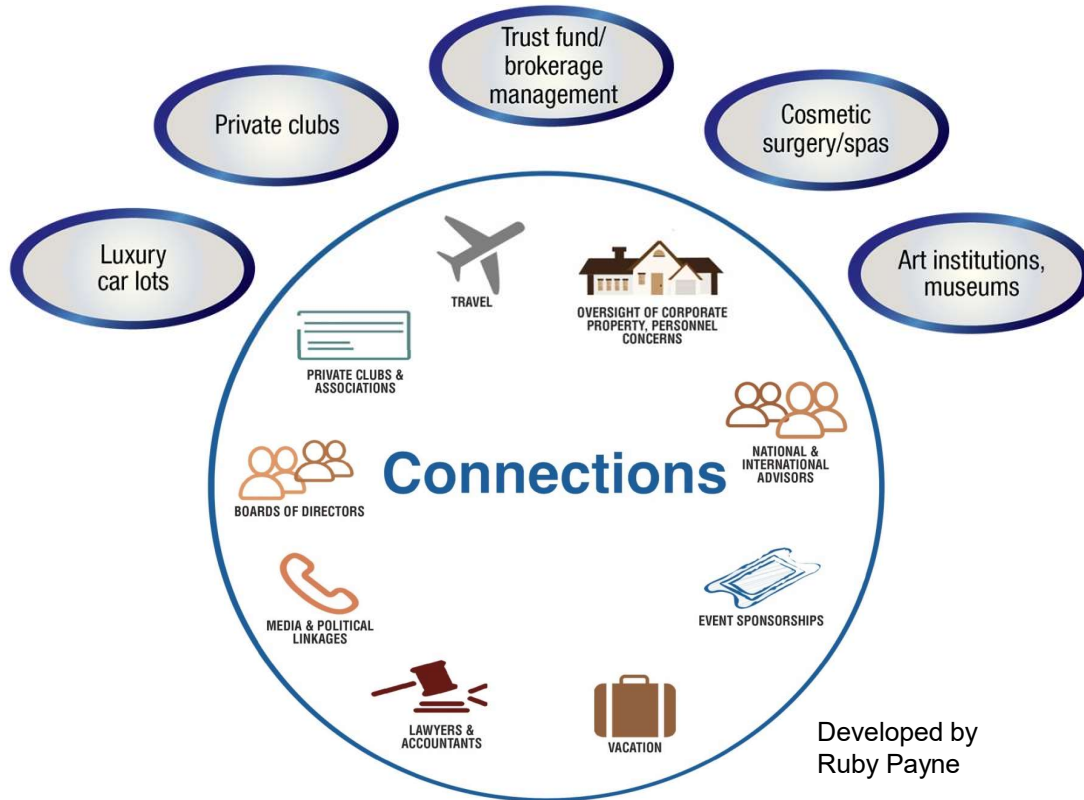 Trust fund/
brokerage
management
Private clubs
Cosmetic
surgery/spas
Luxury
car lots
Art institutions,
museums
TRAVEL
OVERSIGHT OF CORPORATE
PROPERTY, PERSONNEL
CONCERNS
PRIVATE CLUBS &
ASSOCIATIONS
NATIONAL &
INTERNATIONAL
ADVISORS
Connections
BOARDS OF DIRECTORS
MEDIA & POLITICAL
LINKAGES
EVENT SPONSORSHIPS
LAWYERS &
ACCOUNTANTS
VACATION
Developed by
Ruby Payne